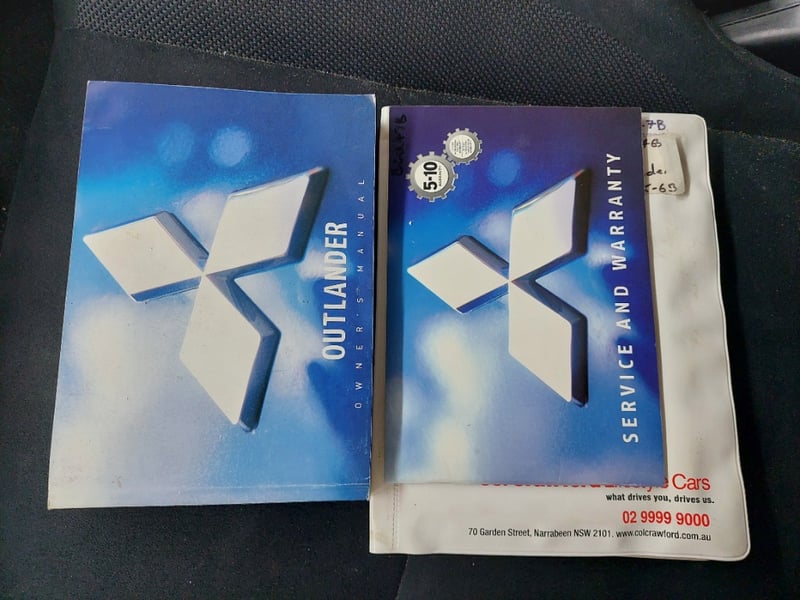 OUTLANDER
OWNER'S MANUAL
5-10
SERVICE AND WARRANTY
-7B
Cars
what drives you, drives us.
02 9999 9000
70 Garden Street, Narrabeen NSW 2101. www.colcrawford.com.au